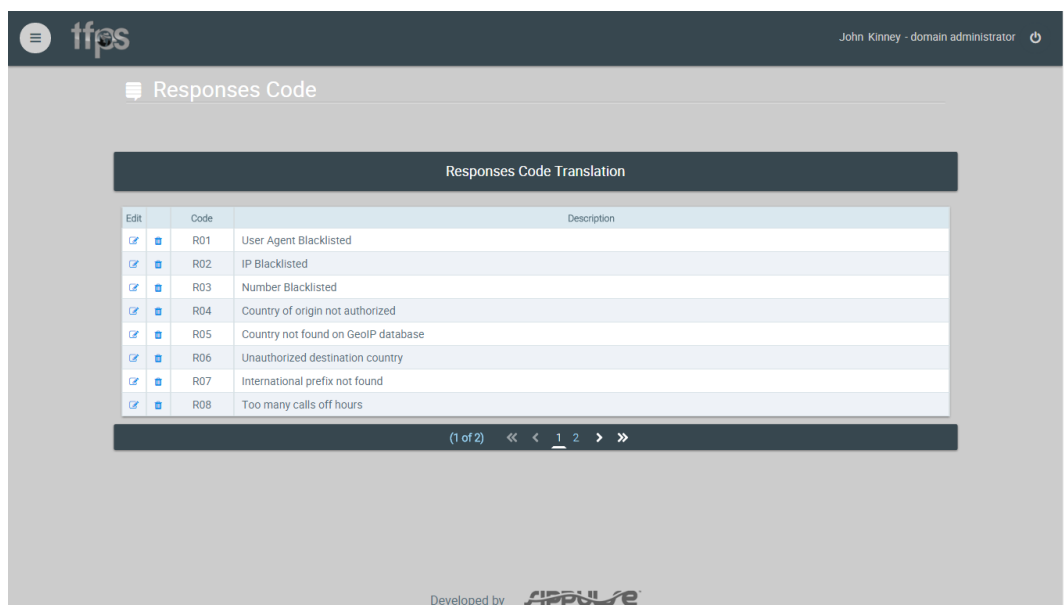 tfps
John Kinney - domain administrator
Responses Code
Responses Code Translation
Edit Code Description
R01 User Agent Blacklisted
R02 IP Blacklisted
R03 Number Blacklisted
R04 Country of origin not authorized
R05 Country not found on GeoIP database
R06 Unauthorized destination country
R07 International prefix not found
R08 Too many calls off hours
(1 of 2) 1 2
Developed by SIPPULSE